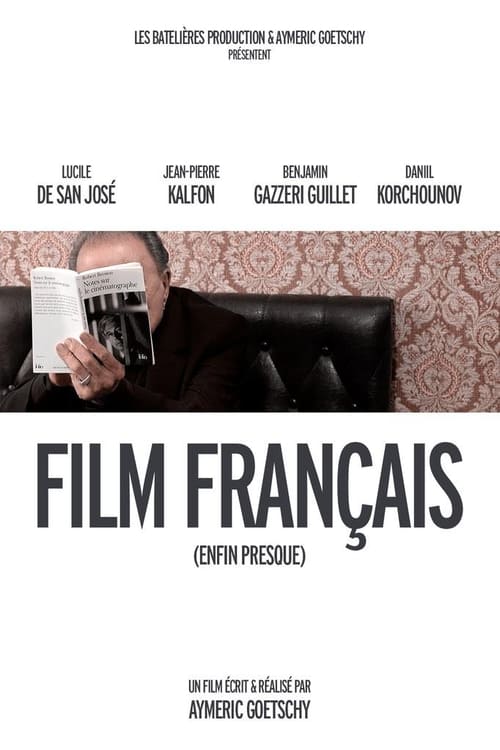 LES BATELIÈRES PRODUCTION & AYMERIC GOETSCHY
PRÉSENTENT
LUCILE
DE SAN JOSÉ
JEAN-PIERRE
KALFON
BENJAMIN
GAZZERI GUILLET
DANIIL
KORCHOUNOV
Robert Bresson
Notes sur
le cinématographe
folio
FILM FRANÇAIS
(ENFIN PRESQUE)
UN FILM ÉCRIT & RÉALISÉ PAR
AYMERIC GOETSCHY